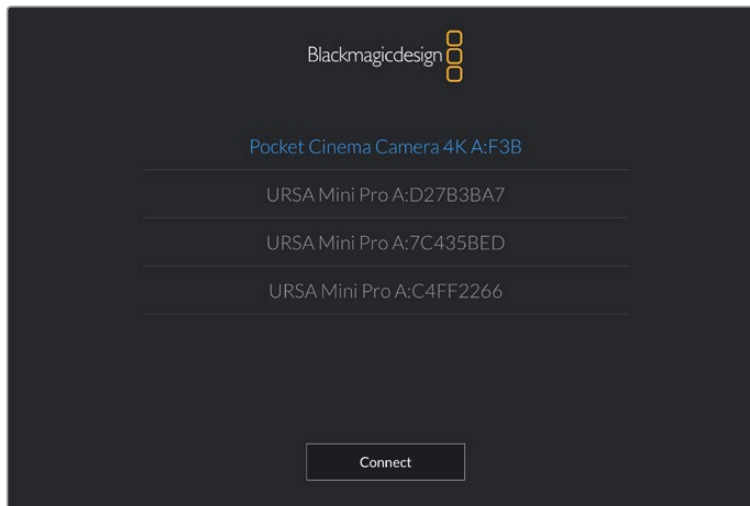 Blackmagicdesign
Pocket Cinema Camera 4K A:F3B
URSA Mini Pro A:D27B3BA7
URSA Mini Pro A:7C435BED
URSA Mini Pro A:C4FF2266
Connect